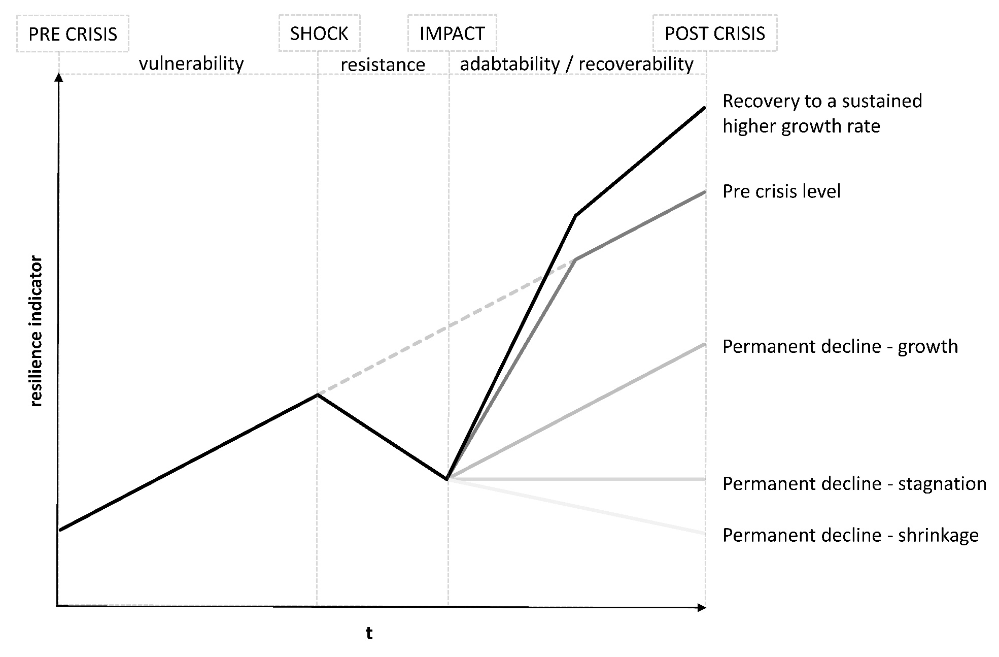 PRE CRISIS
SHOCK
IMPACT
POST CRISIS
vulnerability
resistance
adabtability / recoverability
Recovery to a sustained
higher growth rate
Pre crisis level
resilience indicator
Permanent decline - growth
Permanent decline - stagnation
Permanent decline - shrinkage
t